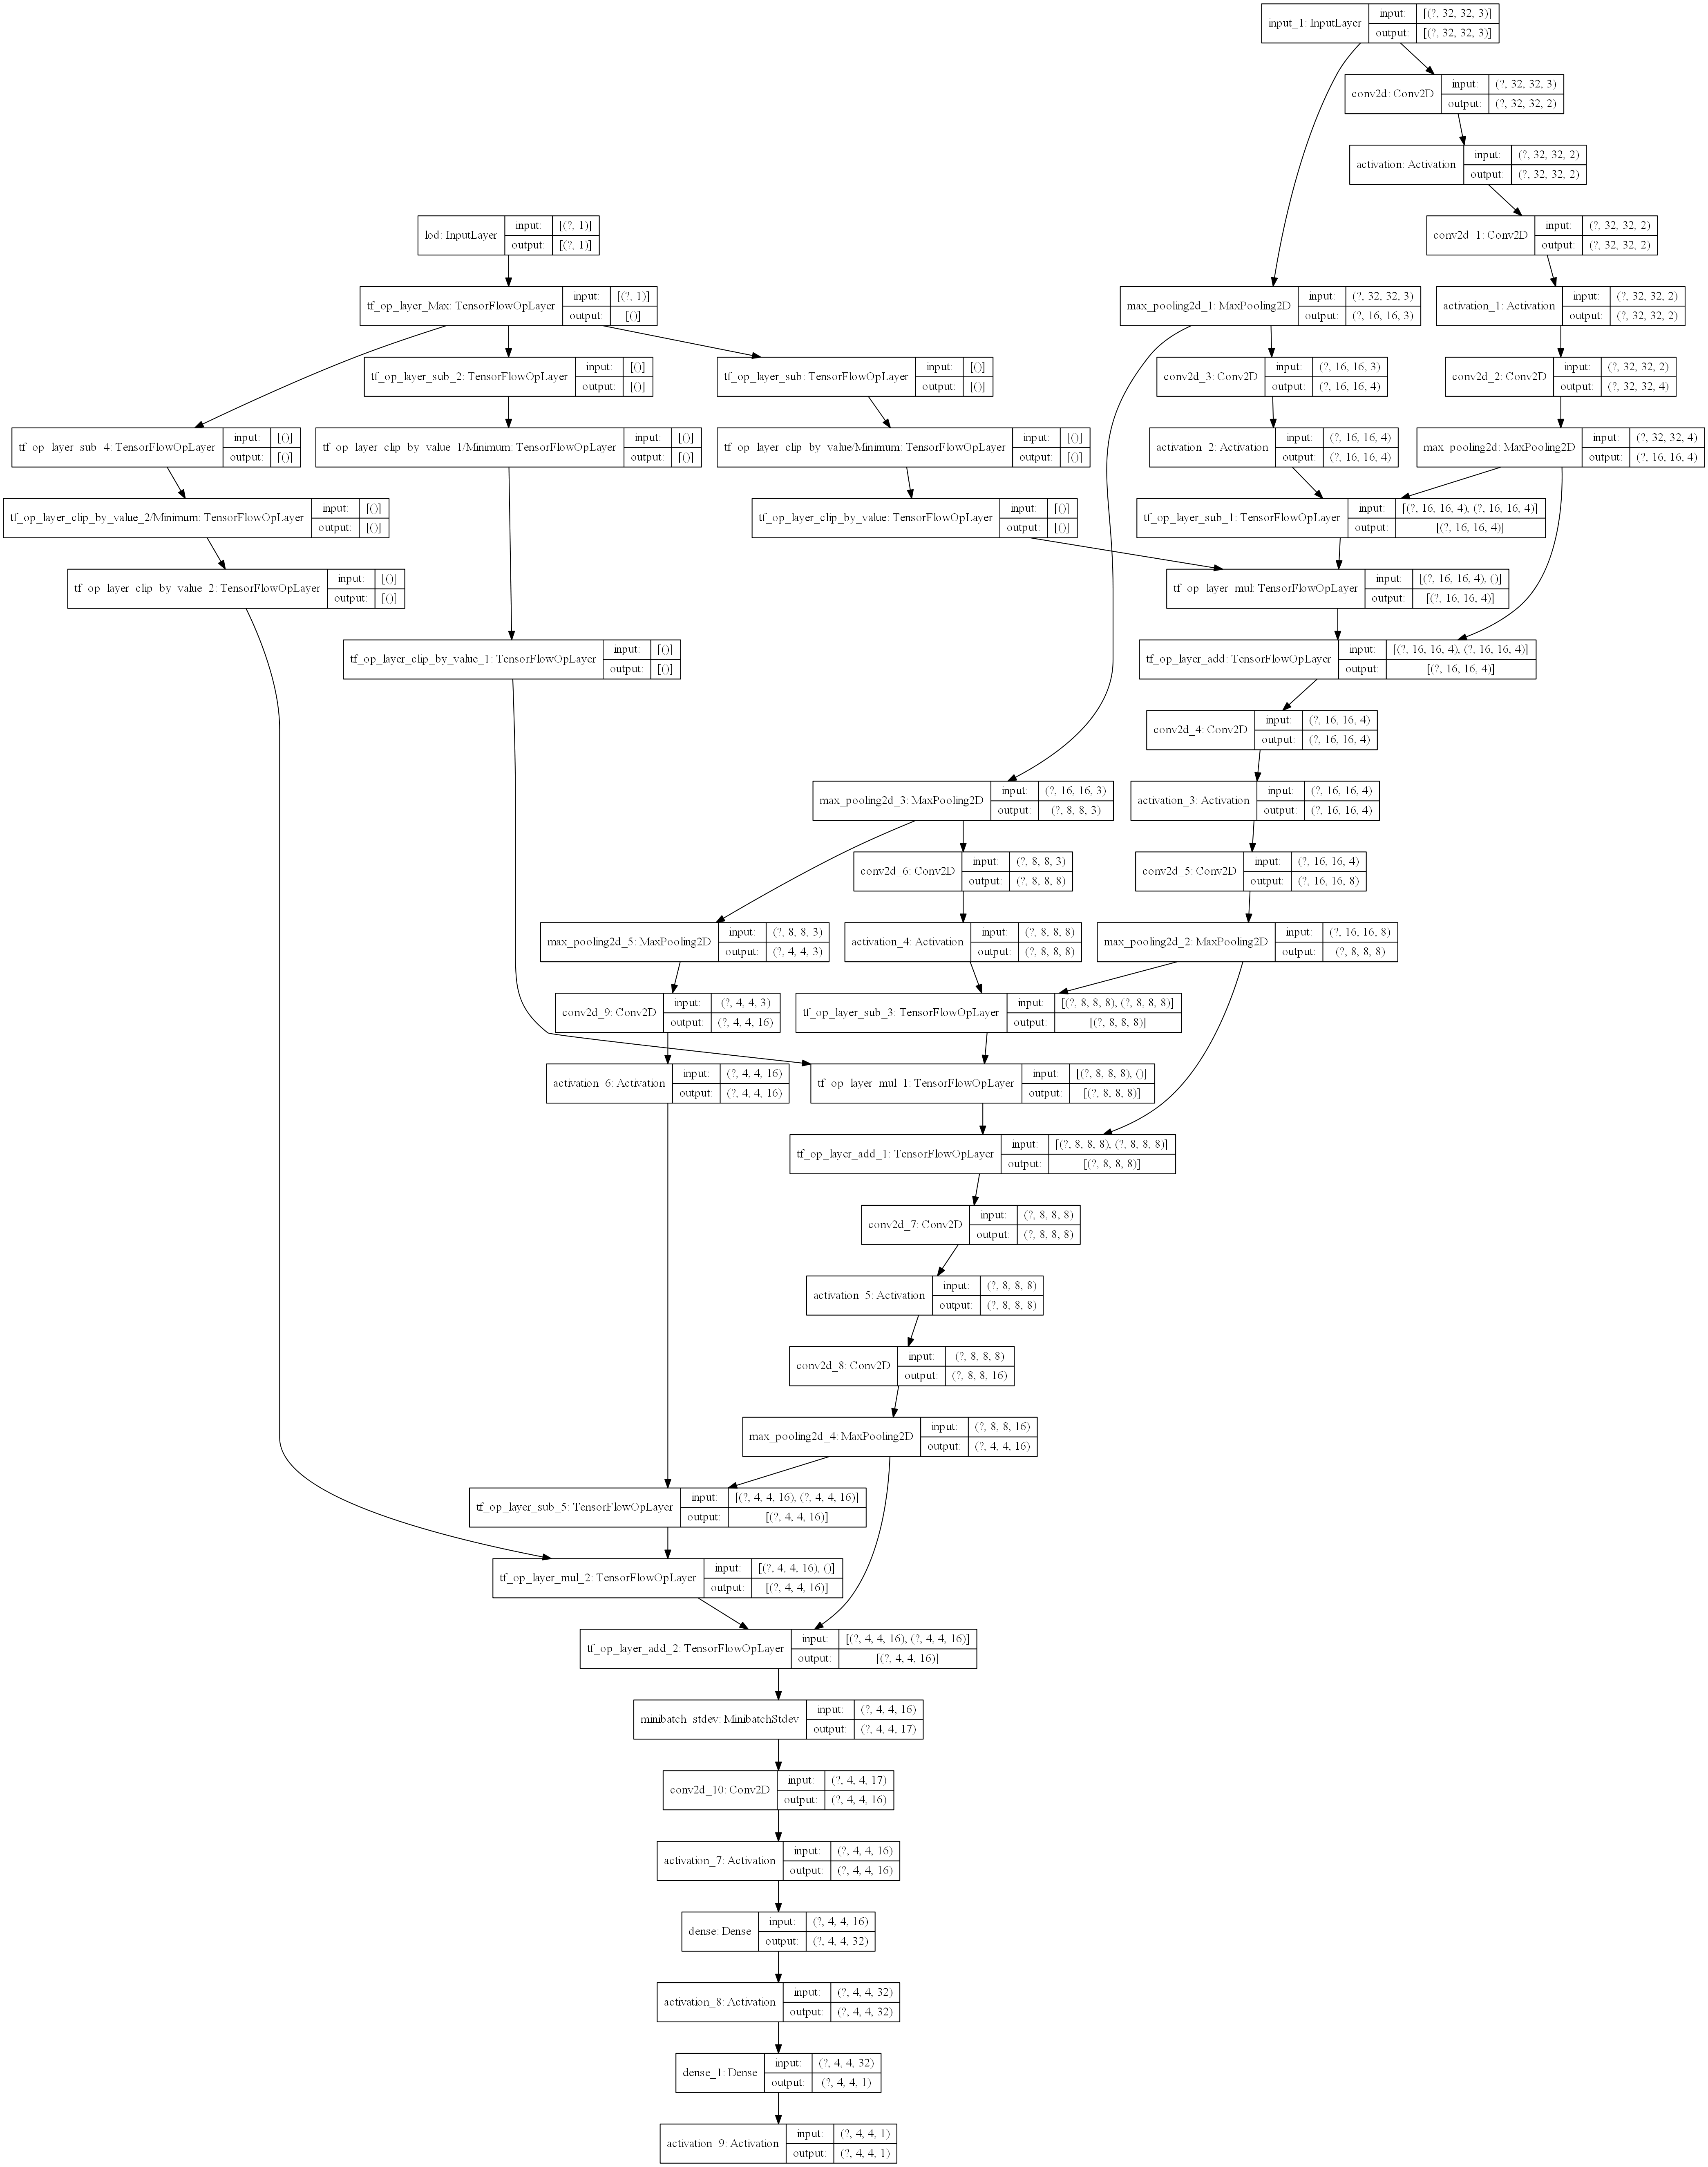 input_1: InputLayer
input: [(?, 32, 32, 3)]
output: [(?, 32, 32, 3)]
conv2d: Conv2D
input: (?, 32, 32, 3)
output: (?, 32, 32, 2)
activation: Activation
input: (?, 32, 32, 2)
output: (?, 32, 32, 2)
lod: InputLayer
input: [(?, 1)]
output: [(?, 1)]
conv2d_1: Conv2D
input: (?, 32, 32, 2)
output: (?, 32, 32, 2)
tf_op_layer_Max: TensorFlowOpLayer
input: [(?, 1)]
output: [()]
max_pooling2d_1: MaxPooling2D
input: (?, 32, 32, 3)
output: (?, 16, 16, 3)
activation_1: Activation
input: (?, 32, 32, 2)
output: (?, 32, 32, 2)
tf_op_layer_sub_2: TensorFlowOpLayer
input: [()]
output: [()]
tf_op_layer_sub: TensorFlowOpLayer
input: [()]
output: [()]
conv2d_3: Conv2D
input: (?, 16, 16, 3)
output: (?, 16, 16, 4)
conv2d_2: Conv2D
input: (?, 32, 32, 2)
output: (?, 32, 32, 4)
tf_op_layer_sub_4: TensorFlowOpLayer
input: [()]
output: [()]
tf_op_layer_clip_by_value_1/Minimum: TensorFlowOpLayer
input: [()]
output: [()]
tf_op_layer_clip_by_value/Minimum: TensorFlowOpLayer
input: [()]
output: [()]
activation_2: Activation
input: (?, 16, 16, 4)
output: (?, 16, 16, 4)
max_pooling2d: MaxPooling2D
input: (?, 32, 32, 4)
output: (?, 16, 16, 4)
tf_op_layer_clip_by_value_2/Minimum: TensorFlowOpLayer
input: [()]
output: [()]
tf_op_layer_clip_by_value: TensorFlowOpLayer
input: [()]
output: [()]
tf_op_layer_sub_1: TensorFlowOpLayer
input: [(?, 16, 16, 4), (?, 16, 16, 4)]
output: [(?, 16, 16, 4)]
tf_op_layer_clip_by_value_2: TensorFlowOpLayer
input: [()]
output: [()]
tf_op_layer_mul: TensorFlowOpLayer
input: [(?, 16, 16, 4), ()]
output: [(?, 16, 16, 4)]
tf_op_layer_clip_by_value_1: TensorFlowOpLayer
input: [()]
output: [()]
tf_op_layer_add: TensorFlowOpLayer
input: [(?, 16, 16, 4), (?, 16, 16, 4)]
output: [(?, 16, 16, 4)]
conv2d_4: Conv2D
input: (?, 16, 16, 4)
output: (?, 16, 16, 4)
max_pooling2d_3: MaxPooling2D
input: (?, 16, 16, 3)
output: (?, 8, 8, 3)
activation_3: Activation
input: (?, 16, 16, 4)
output: (?, 16, 16, 4)
conv2d_6: Conv2D
input: (?, 8, 8, 3)
output: (?, 8, 8, 8)
conv2d_5: Conv2D
input: (?, 16, 16, 4)
output: (?, 16, 16, 8)
max_pooling2d_5: MaxPooling2D
input: (?, 8, 8, 3)
output: (?, 4, 4, 3)
activation_4: Activation
input: (?, 8, 8, 8)
output: (?, 8, 8, 8)
max_pooling2d_2: MaxPooling2D
input: (?, 16, 16, 8)
output: (?, 8, 8, 8)
conv2d_9: Conv2D
input: (?, 4, 4, 3)
output: (?, 4, 4, 16)
tf_op_layer_sub_3: TensorFlowOpLayer
input: [(?, 8, 8, 8), (?, 8, 8, 8)]
output: [(?, 8, 8, 8)]
activation_6: Activation
input: (?, 4, 4, 16)
output: (?, 4, 4, 16)
tf_op_layer_mul_1: TensorFlowOpLayer
input: [(?, 8, 8, 8), ()]
output: [(?, 8, 8, 8)]
tf_op_layer_add_1: TensorFlowOpLayer
input: [(?, 8, 8, 8), (?, 8, 8, 8)]
output: [(?, 8, 8, 8)]
conv2d_7: Conv2D
input: (?, 8, 8, 8)
output: (?, 8, 8, 8)
activation_5: Activation
input: (?, 8, 8, 8)
output: (?, 8, 8, 8)
conv2d_8: Conv2D
input: (?, 8, 8, 8)
output: (?, 8, 8, 16)
max_pooling2d_4: MaxPooling2D
input: (?, 8, 8, 16)
output: (?, 4, 4, 16)
tf_op_layer_sub_5: TensorFlowOpLayer
input: [(?, 4, 4, 16), (?, 4, 4, 16)]
output: [(?, 4, 4, 16)]
tf_op_layer_mul_2: TensorFlowOpLayer
input: [(?, 4, 4, 16), ()]
output: [(?, 4, 4, 16)]
tf_op_layer_add_2: TensorFlowOpLayer
input: [(?, 4, 4, 16), (?, 4, 4, 16)]
output: [(?, 4, 4, 16)]
minibatch_stdev: MinibatchStdev
input: (?, 4, 4, 16)
output: (?, 4, 4, 17)
conv2d_10: Conv2D
input: (?, 4, 4, 17)
output: (?, 4, 4, 16)
activation_7: Activation
input: (?, 4, 4, 16)
output: (?, 4, 4, 16)
dense: Dense
input: (?, 4, 4, 16)
output: (?, 4, 4, 32)
activation_8: Activation
input: (?, 4, 4, 32)
output: (?, 4, 4, 32)
dense_1: Dense
input: (?, 4, 4, 32)
output: (?, 4, 4, 1)
activation_9: Activation
input: (?, 4, 4, 1)
output: (?, 4, 4, 1)